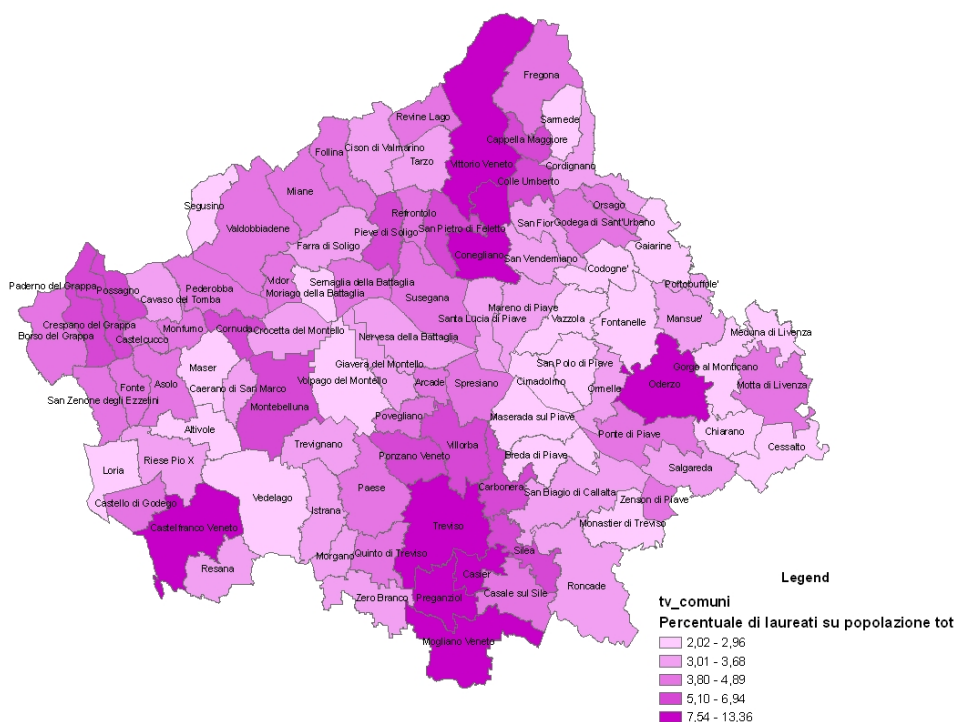 Fregona
Sarmede
Revine Lago
Cappella Maggiore
Cison di Valmarino
Follina
Tarzo
Vittorio Veneto
Cordignano
Colle Umberto
Miane
Segusino
Orsago
Refrontolo
San Fior
Godega di Sant'Urbano
Valdobbiadene
Pieve di Soligo
San Pietro di Feletto
Farra di Soligo
Gaiarine
Conegliano
San Vendemiano
Codogne'
Vidor
Sernaglia della Battaglia
Paderno del Grappa
Possagno
Pederobba
Moriago della Battaglia
Portobuffole'
Cavaso del Tomba
Susegana
Mareno di Piave
Santa Lucia di Piave
Vazzola
Fontanelle
Mansue'
Crespano del Grappa
Monfumo
Cornuda
Crocetta del Montello
Meduna di Livenza
Borso del Grappa
Castelcucco
Nervesa della Battaglia
Maser
Giavera del Montello
San Polo di Piave
Gorgo al Monticano
Fonte
Asolo
Caerano di San Marco
Volpago del Montello
Arcade
Spresiano
Cimadolmo
Ormelle
Oderzo
Motta di Livenza
San Zenone degli Ezzelini
Montebelluna
Povegliano
Maserada sul Piave
Altivole
Chiarano
Ponte di Piave
Trevignano
Villorba
Cessalto
Ponzano Veneto
Breda di Piave
Loria
Riese Pio X
Salgareda
Paese
Carbonera
San Biagio di Callalta
Castello di Godego
Vedelago
Zenson di Piave
Istrana
Monastier di Treviso
Castelfranco Veneto
Treviso
Silea
Morgano
Quinto di Treviso
Resana
Casier
Roncade
Zero Branco
Preganziol
Casale sul Sile
Mogliano Veneto
Legend
tv_comuni
Percentuale di laureati su popolazione tot
2,02 - 2,96
3,01 - 3,68
3,80 - 4,89
5,10 - 6,94
7,54 - 13,36